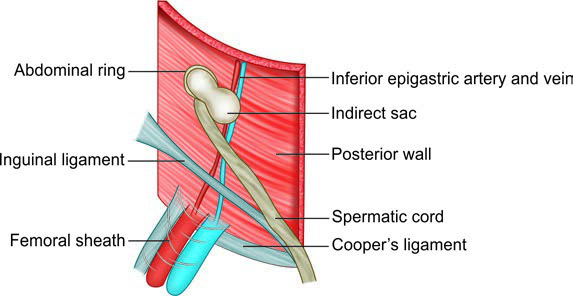 Abdominal ring
Inferior epigastric artery and vein
Indirect sac
Inguinal ligament
Posterior wall
Spermatic cord
Femoral sheath
Cooper's ligament